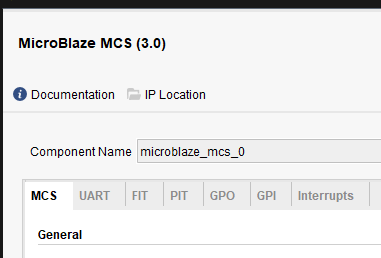 MicroBlaze MCS (3.0)
Documentation IP Location
Component Name microblaze_mcs_0
MCS UART FIT PIT GPO GPI Interrupts
General